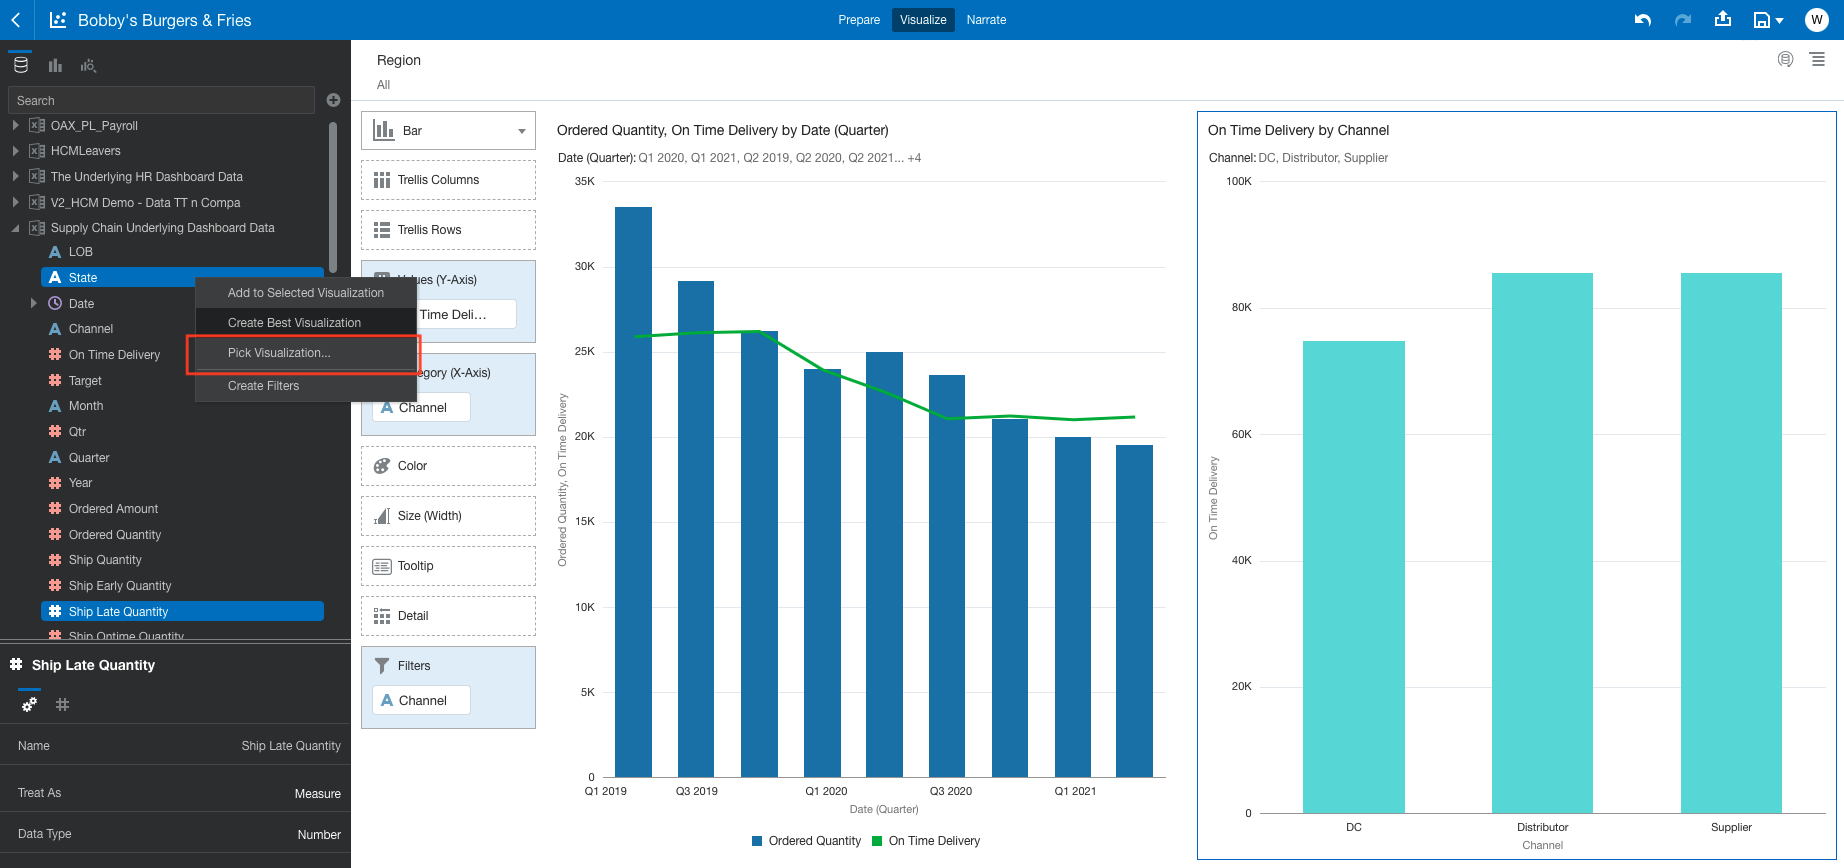 Bobby's Burgers & Fries
Prepare
Visualize
Narrate
W
Search
OAX_PL_Payroll
HCMLeavers
The Underlying HR Dashboard Data
V2_HCM Demo - Data TT n Compa
Supply Chain Underlying Dashboard Data
A LOB
A State
Date
A Channel
On Time Delivery
Target
A Month
Qtr
A Quarter
Year
Ordered Amount
Ordered Quantity
Ship Quantity
Ship Early Quantity
Ship Late Quantity
Ship Ontime Quantity
Add to Selected Visualization
Create Best Visualization
Pick Visualization...
Create Filters
Ship Late Quantity
Name Ship Late Quantity
Treat As Measure
Data Type Number
Region
All
Bar
Trellis Columns
Trellis Rows
Values (Y-Axis)
Time Deli...
egory (X-Axis)
A Channel
Color
Size (Width)
Tooltip
Detail
Filters
A Channel
Ordered Quantity, On Time Delivery by Date (Quarter)
Date (Quarter): Q1 2020, Q1 2021, Q2 2019, Q2 2020, Q2 2021... +4
35K
30K
25K
20K
15K
10K
5K
0
Ordered Quantity, On Time Delivery
Q1 2019 Q3 2019 Q1 2020 Q3 2020 Q1 2021
Date (Quarter)
Ordered Quantity On Time Delivery
On Time Delivery by Channel
Channel: DC, Distributor, Supplier
100K
80K
60K
40K
20K
0
On Time Delivery
DC Distributor Supplier
Channel